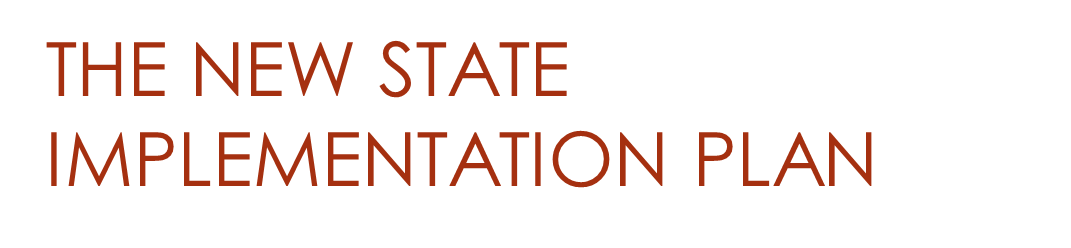 THE NEW STATE
IMPLEMENTATION PLAN